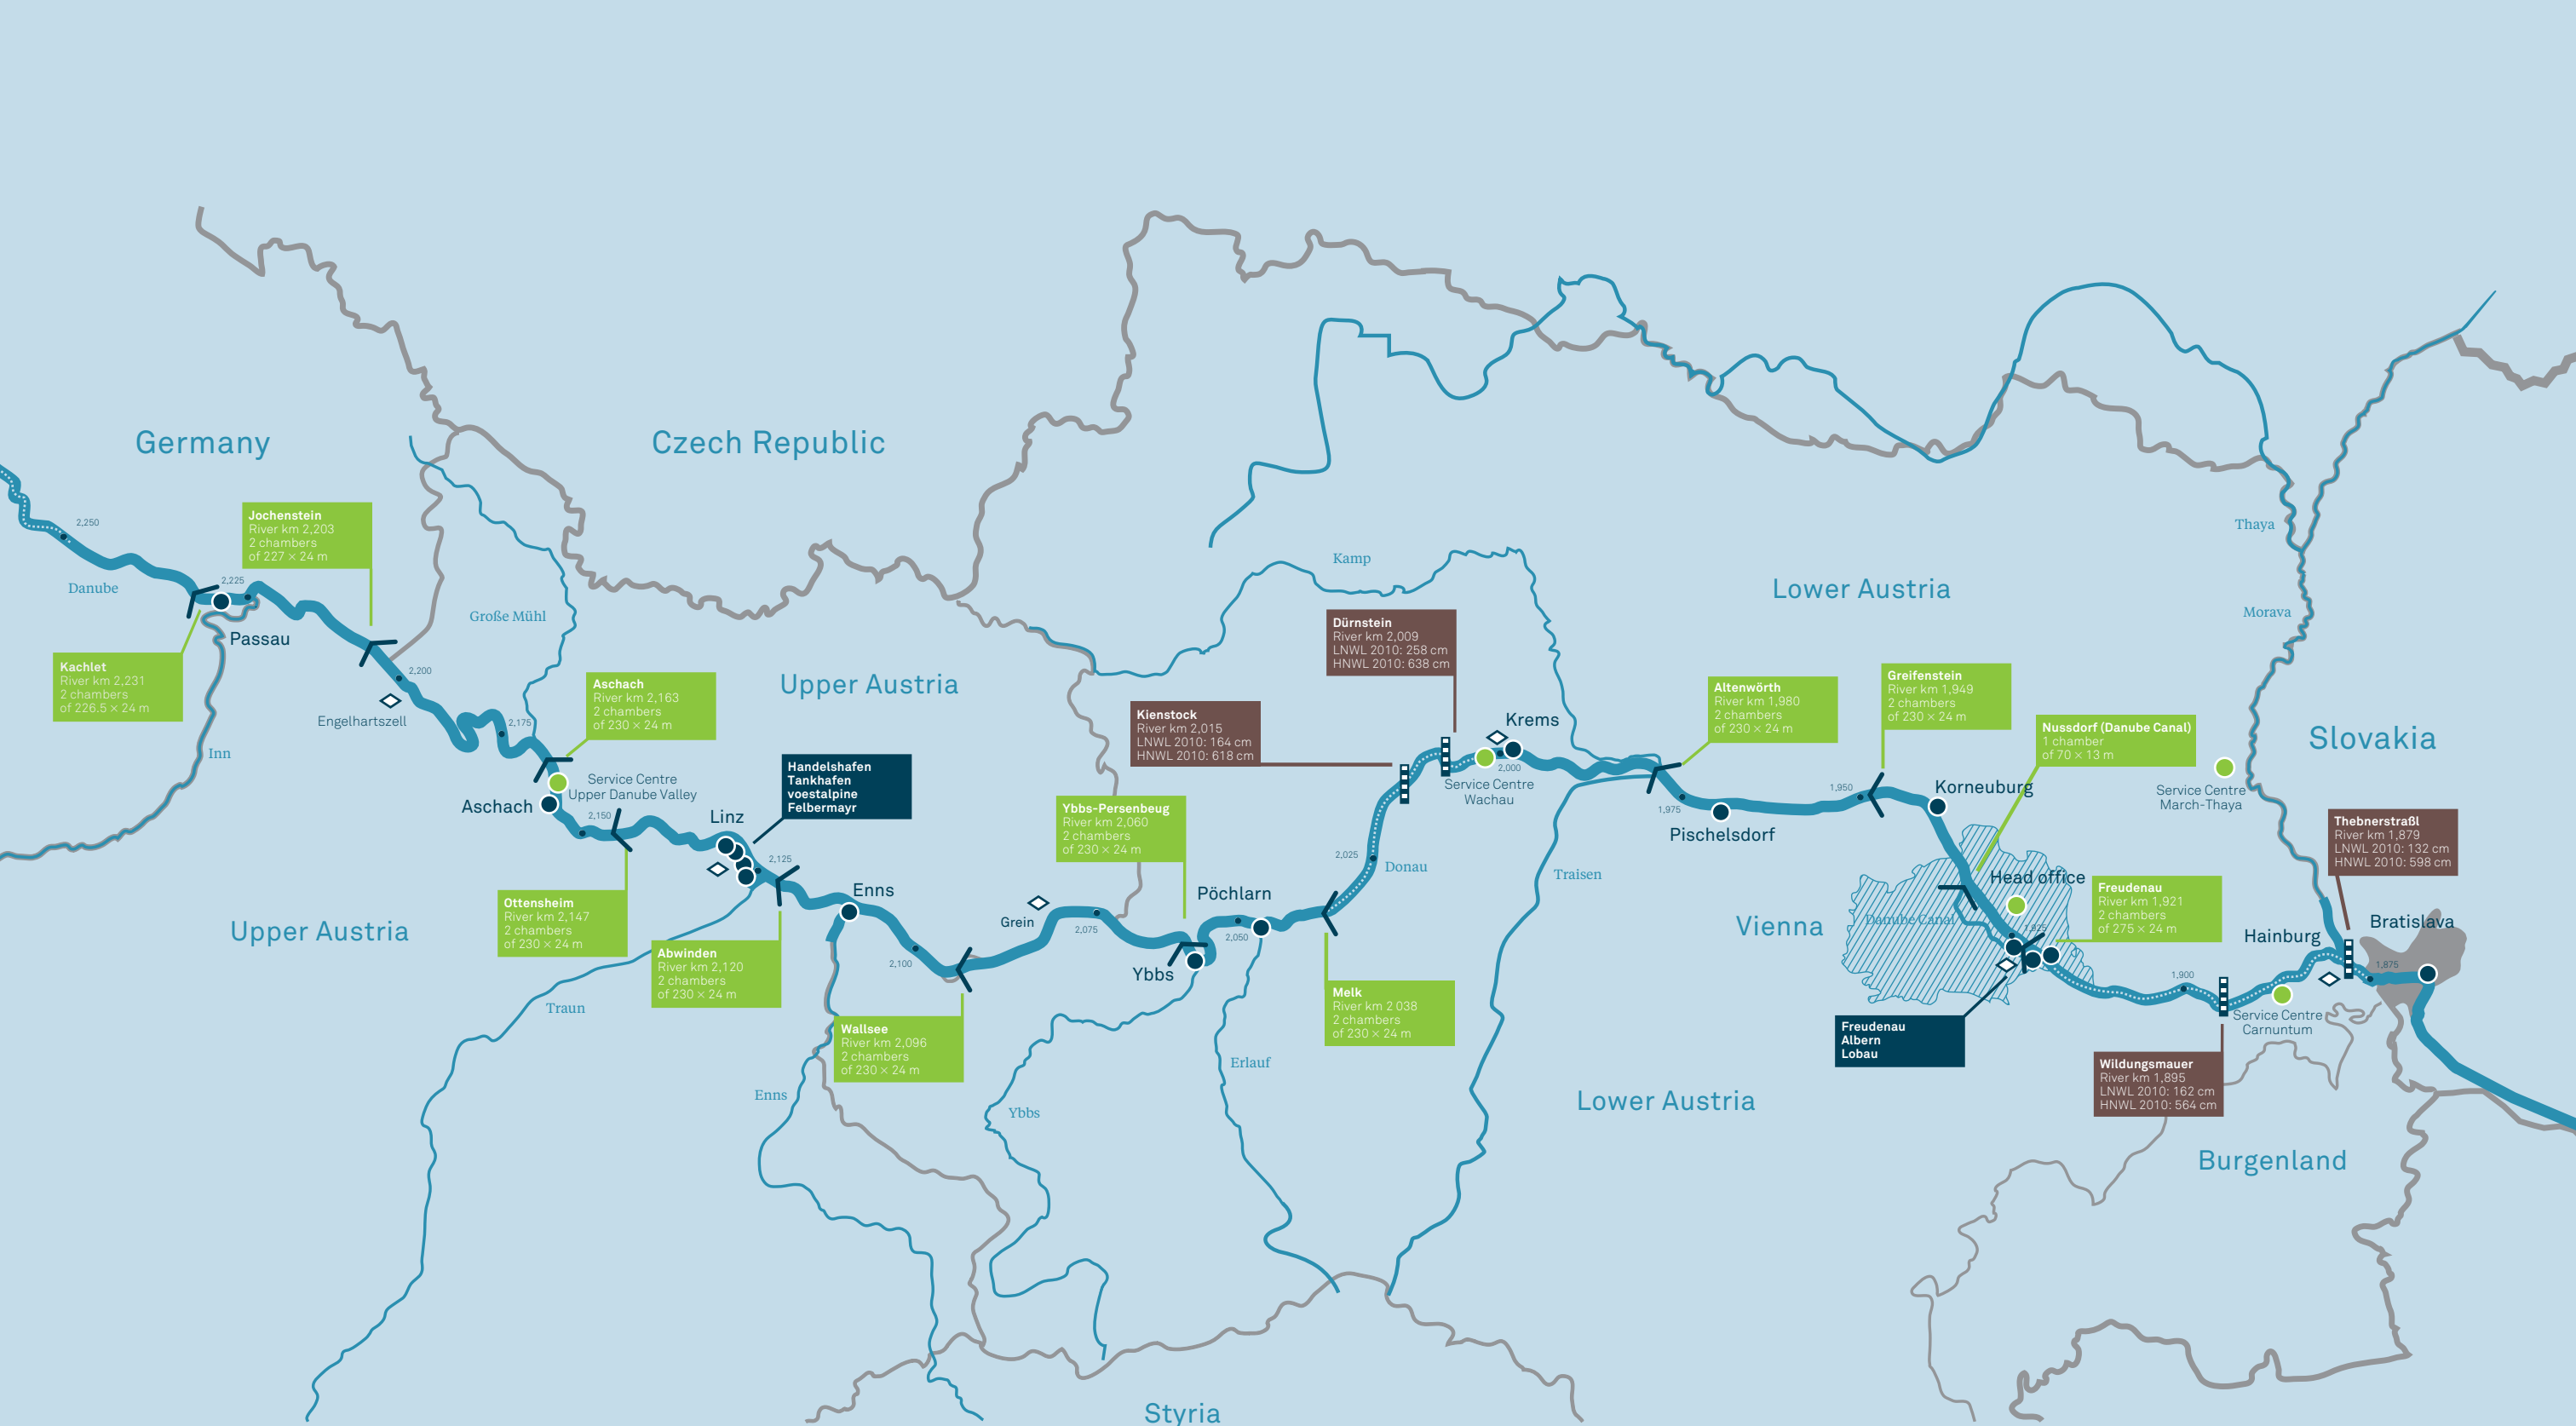 Germany
Czech Republic
2,250
Jochenstein
River km 2,203
2 chambers
of 227 × 24 m
Danube
2,225
Passau
Kachlet
River km 2,231
2 chambers
of 226.5 × 24 m
Inn
Große Mühl
2,200
Engelhartszell
2,175
Aschach
River km 2,163
2 chambers
of 230 × 24 m
Upper Austria
Service Centre
Upper Danube Valley
Aschach
2,150
Linz
Handelshafen
Tankhafen
voestalpine
Felbermayr
2,125
Ottensheim
River km 2,147
2 chambers
of 230 × 24 m
Upper Austria
Abwinden
River km 2,120
2 chambers
of 230 × 24 m
Traun
Enns
2,100
Wallsee
River km 2,096
2 chambers
of 230 × 24 m
Enns
Grein
2,075
Ybbs-Persenbeug
River km 2,060
2 chambers
of 230 × 24 m
Ybbs
Pöchlarn
2,050
Ybbs
Erlauf
Melk
River km 2 038
2 chambers
of 230 × 24 m
Kamp
Dürnstein
River km 2,009
LNWL 2010: 258 cm
HNWL 2010: 638 cm
Kienstock
River km 2,015
LNWL 2010: 164 cm
HNWL 2010: 618 cm
Krems
2,000
Service Centre
Wachau
2,025
Donau
Traisen
Lower Austria
Altenwörth
River km 1,980
2 chambers
of 230 × 24 m
1,975
Pischelsdorf
Greifenstein
River km 1,949
2 chambers
of 230 × 24 m
1,950
Korneuburg
Nussdorf (Danube Canal)
1 chamber
of 70 × 13 m
Thaya
Morava
Slovakia
Service Centre
March-Thaya
Thebnerstraßl
River km 1,879
LNWL 2010: 132 cm
HNWL 2010: 598 cm
Head office
Vienna
Danube Canal
1,925
Freudenau
River km 1,921
2 chambers
of 275 × 24 m
Freudenau
Albern
Lobau
Bratislava
Hainburg
1,875
1,900
Service Centre
Carnuntum
Wildungsmauer
River km 1,895
LNWL 2010: 162 cm
HNWL 2010: 564 cm
Lower Austria
Burgenland
Styria